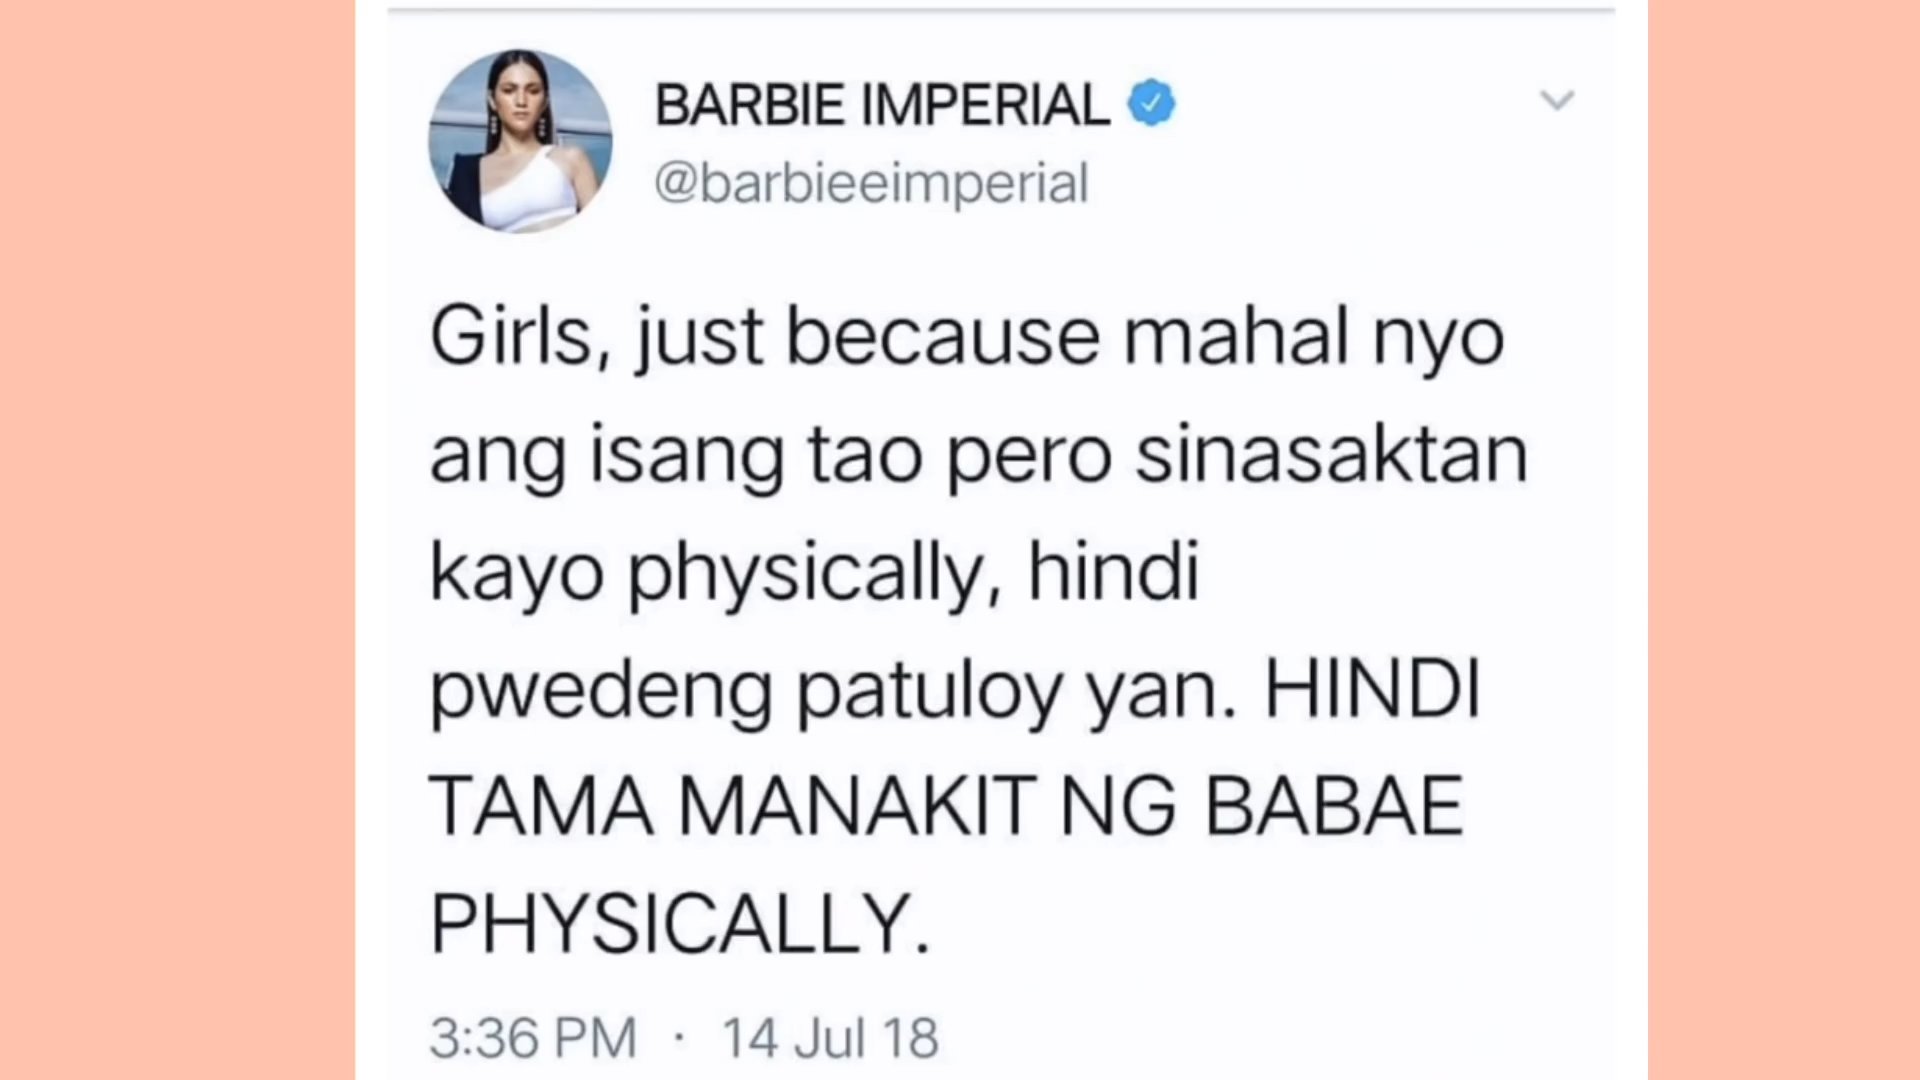 BARBIE IMPERIAL
@barbieeimperial
Girls, just because mahal nyo
ang isang tao pero sinasaktan
kayo physically, hindi
pwedeng patuloy yan. HINDI
TAMA MANAKIT NG BABAE
PHYSICALLY.
3:36 PM · 14 Jul 18